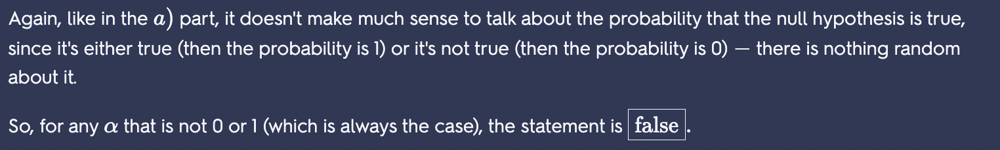 Again, like in the a) part, it doesn't make much sense to talk about the probability that the null hypothesis is true,
since it's either true (then the probability is 1) or it's not true (then the probability is 0) — there is nothing random
about it.
So, for any α that is not 0 or 1 (which is always the case), the statement is false.